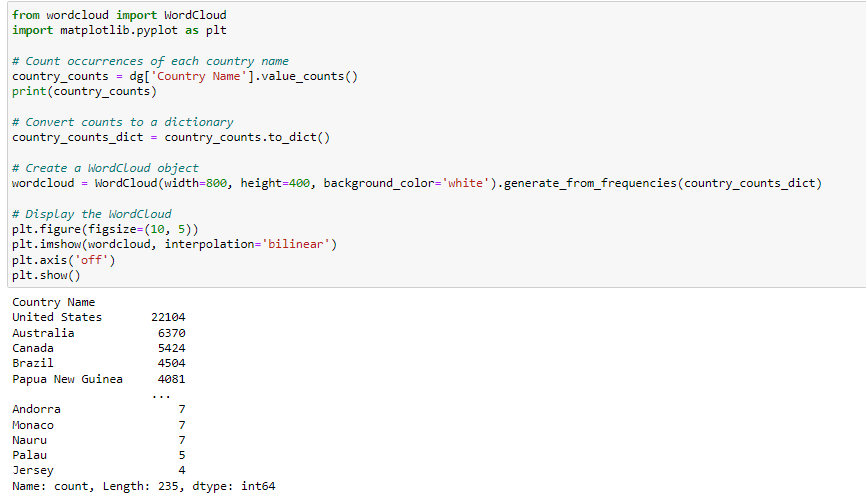 from wordcloud import WordCloud
import matplotlib.pyplot as plt
# Count occurrences of each country name
country_counts = dg['Country Name'].value_counts()
print(country_counts)
# Convert counts to a dictionary
country_counts_dict = country_counts.to_dict()
# Create a WordCloud object
wordcloud = WordCloud(width=800, height=400, background_color='white').generate_from_frequencies(country_counts_dict)
# Display the WordCloud
plt.figure(figsize=(10, 5))
plt.imshow(wordcloud, interpolation='bilinear')
plt.axis('off')
plt.show()
Country Name
United States 22104
Australia 6370
Canada 5424
Brazil 4504
Papua New Guinea 4081
...
Andorra 7
Monaco 7
Nauru 7
Palau 5
Jersey 4
Name: count, Length: 235, dtype: int64